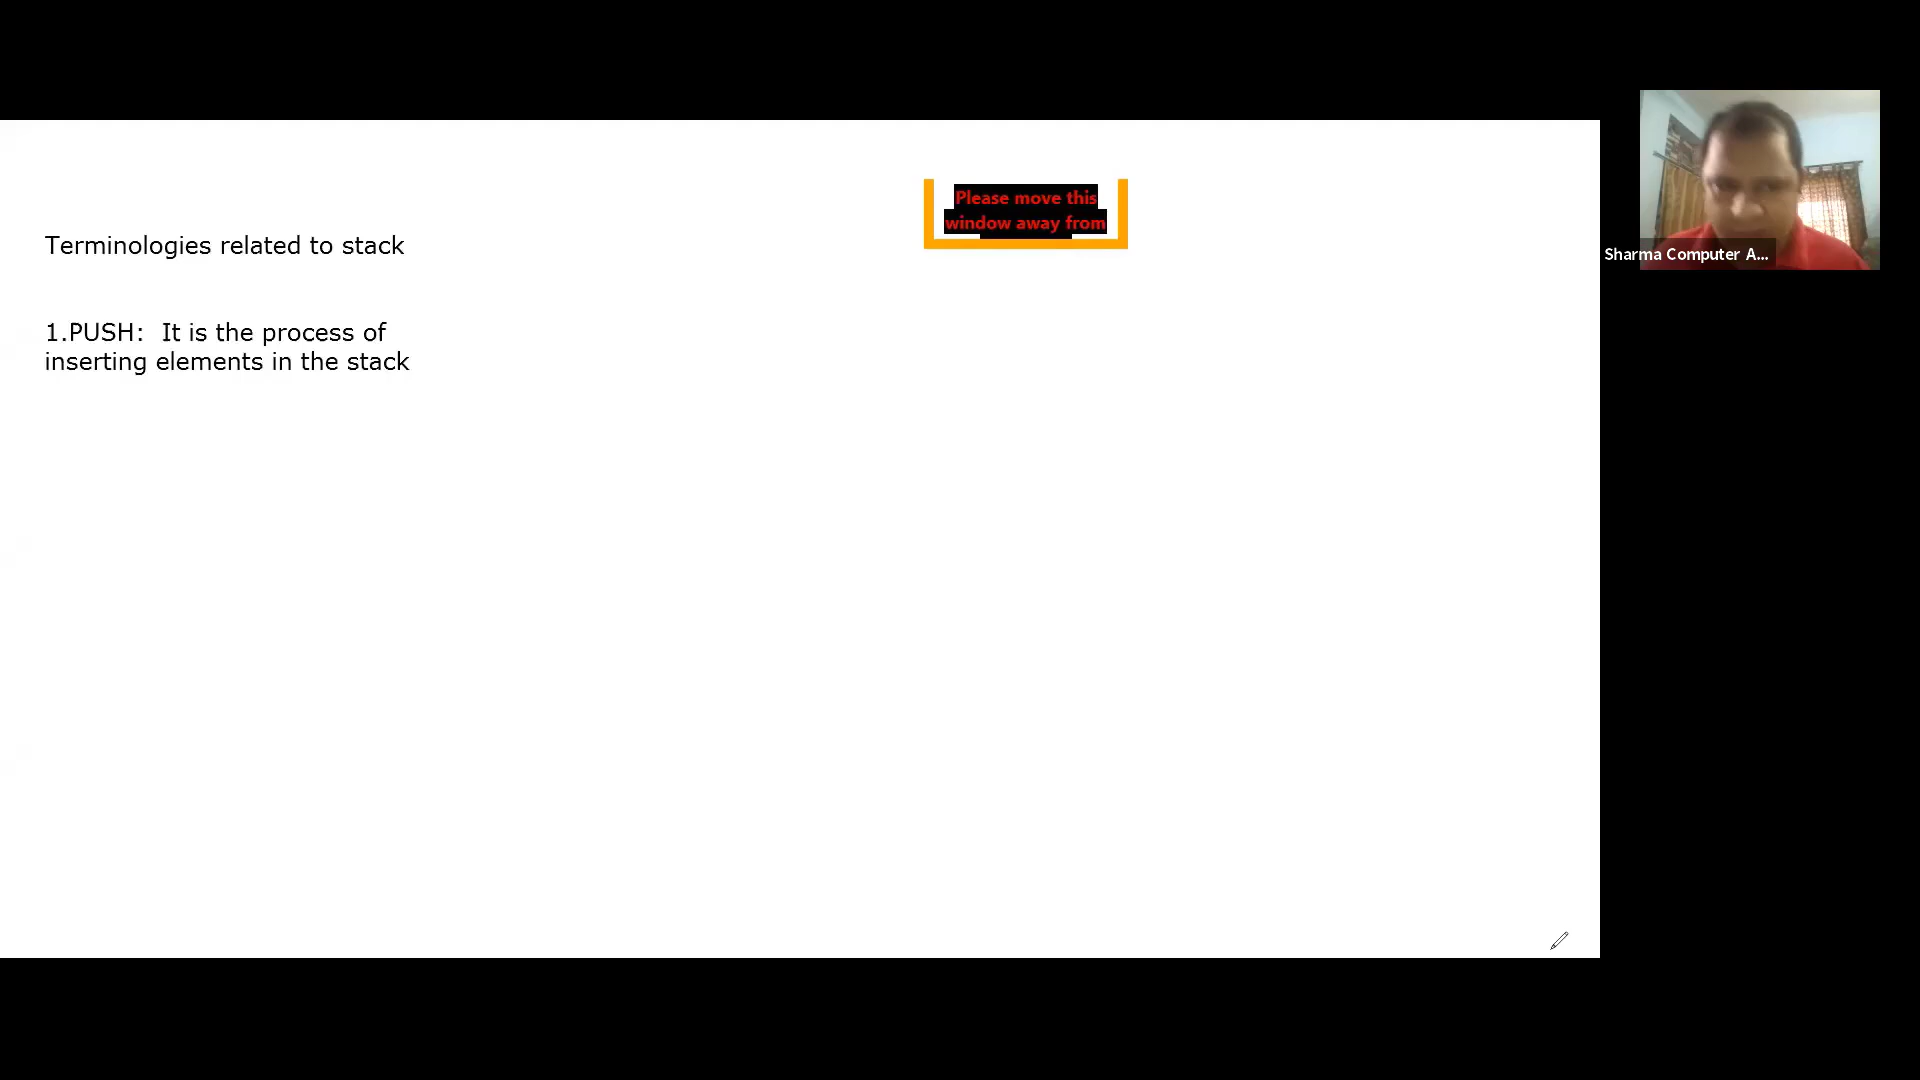 Please move this
window away from
Terminologies related to stack
Sharma Computer A...
1.PUSH:  It is the process of
inserting elements in the stack